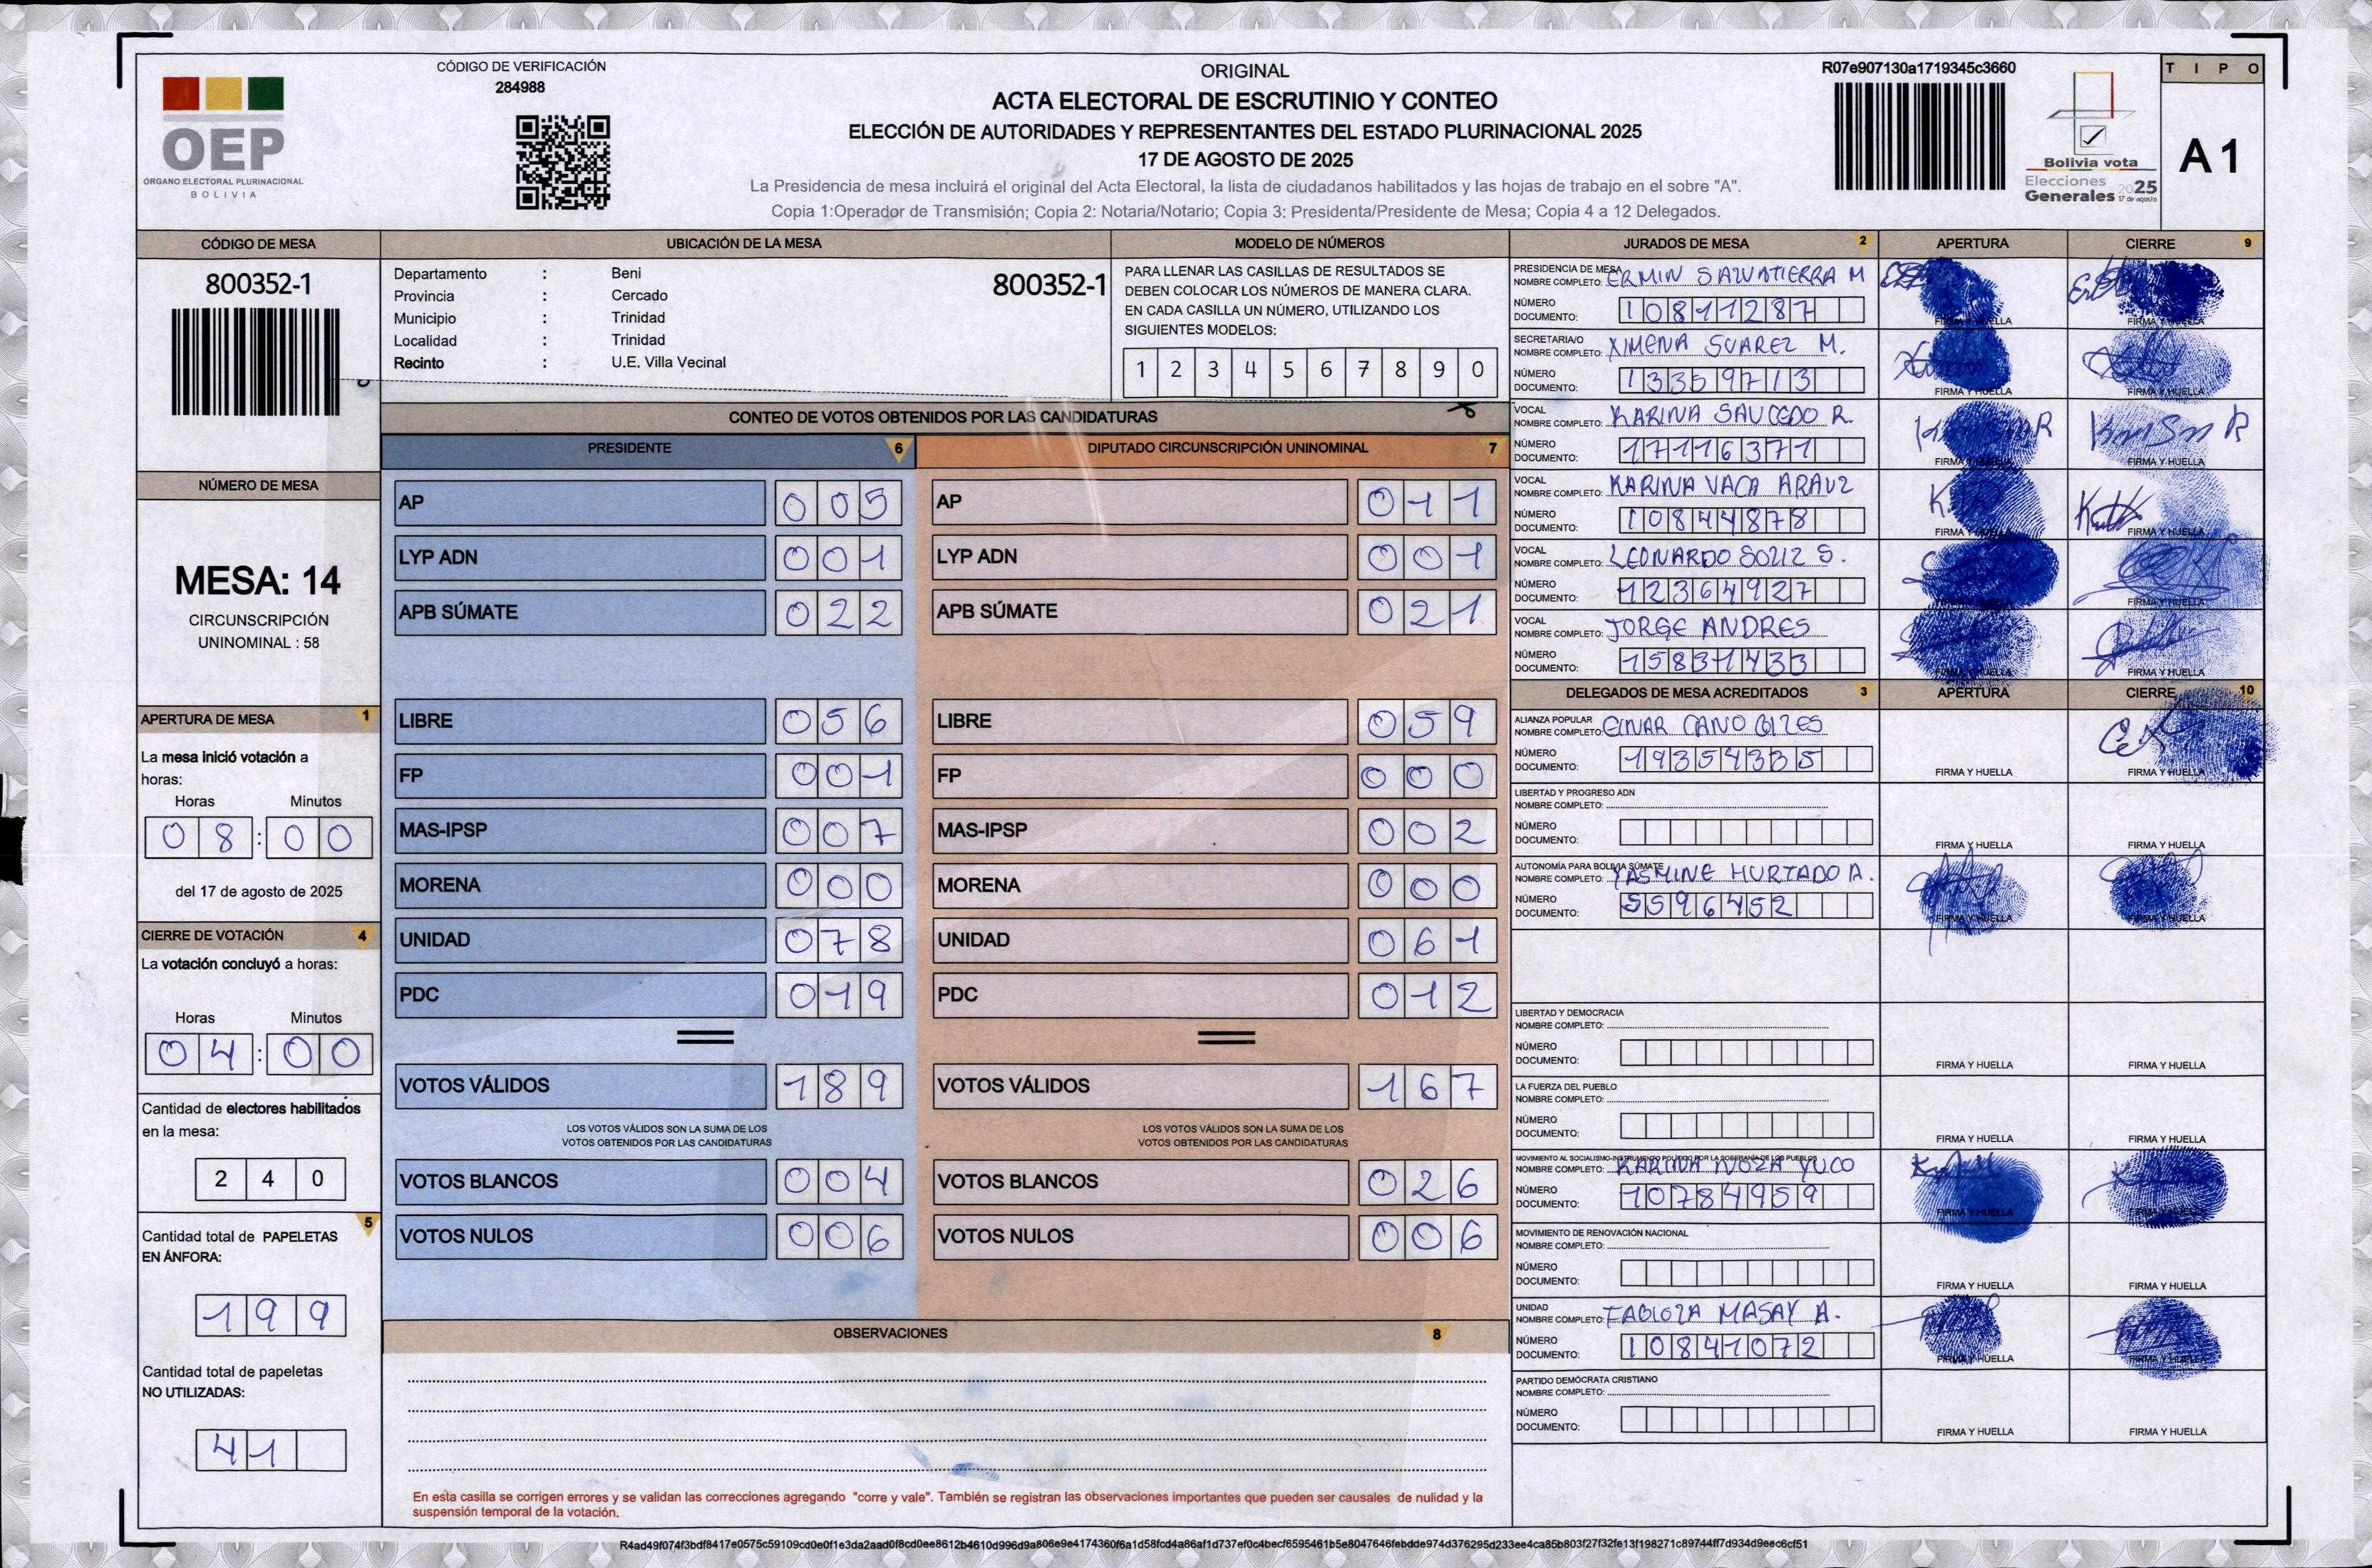 CÓDIGO DE VERIFICACIÓN
284988
OEP
ÓRGANO ELECTORAL PLURINACIONAL
BOLIVIA
ORIGINAL
ACTA ELECTORAL DE ESCRUTINIO Y CONTEO
ELECCIÓN DE AUTORIDADES Y REPRESENTANTES DEL ESTADO PLURINACIONAL 2025
17 DE AGOSTO DE 2025
La Presidencia de mesa incluirá el original del Acta Electoral, la lista de ciudadanos habilitados y las hojas de trabajo en el sobre "A".
Copia 1:Operador de Transmisión; Copia 2: Notaria/Notario; Copia 3: Presidenta/Presidente de Mesa; Copia 4 a 12 Delegados.
R07e907130a1719345c3660
Bolivia vota
Elecciones
Generales 2025
17 de agosto
TIPO
A1
CÓDIGO DE MESA
800352-1
UBICACIÓN DE LA MESA
Departamento : Beni
Provincia : Cercado
Municipio : Trinidad
Localidad : Trinidad
Recinto : U.E. Villa Vecinal
800352-1
MODELO DE NÚMEROS
PARA LLENAR LAS CASILLAS DE RESULTADOS SE
DEBEN COLOCAR LOS NÚMEROS DE MANERA CLARA.
EN CADA CASILLA UN NÚMERO, UTILIZANDO LOS
SIGUIENTES MODELOS:
1 2 3 4 5 6 7 8 9 0
NÚMERO DE MESA
MESA: 14
CIRCUNSCRIPCIÓN
UNINOMINAL : 58
APERTURA DE MESA 1
La mesa inició votación a
horas:
Horas Minutos
08:00
del 17 de agosto de 2025
CIERRE DE VOTACIÓN 4
La votación concluyó a horas:
Horas Minutos
04:00
Cantidad de electores habilitados
en la mesa:
240
Cantidad total de PAPELETAS 5
EN ÁNFORA:
199
Cantidad total de papeletas
NO UTILIZADAS:
41
CONTEO DE VOTOS OBTENIDOS POR LAS CANDIDATURAS
PRESIDENTE 6
AP 005
LYP ADN 001
APB SÚMATE 022
LIBRE 056
FP 001
MAS-IPSP 007
MORENA 000
UNIDAD 078
PDC 019
VOTOS VÁLIDOS 189
LOS VOTOS VÁLIDOS SON LA SUMA DE LOS
VOTOS OBTENIDOS POR LAS CANDIDATURAS
VOTOS BLANCOS 004
VOTOS NULOS 006
DIPUTADO CIRCUNSCRIPCIÓN UNINOMINAL 7
AP 011
LYP ADN 001
APB SÚMATE 021
LIBRE 059
FP 000
MAS-IPSP 002
MORENA 000
UNIDAD 061
PDC 012
VOTOS VÁLIDOS 167
LOS VOTOS VÁLIDOS SON LA SUMA DE LOS
VOTOS OBTENIDOS POR LAS CANDIDATURAS
VOTOS BLANCOS 026
VOTOS NULOS 006
OBSERVACIONES 8
En esta casilla se corrigen errores y se validan las correcciones agregando "corre y vale". También se registran las observaciones importantes que pueden ser causales de nulidad y la
suspensión temporal de la votación.
JURADOS DE MESA 2 APERTURA CIERRE 9
PRESIDENCIA DE MESA
NOMBRE COMPLETO: ERMIN SALVATIERRA M
NÚMERO
DOCUMENTO: 10811287
FIRMA Y HUELLA FIRMA Y HUELLA
SECRETARIA/O
NOMBRE COMPLETO: XIMENA SUAREZ M.
NÚMERO
DOCUMENTO: 13359713
FIRMA Y HUELLA FIRMA Y HUELLA
VOCAL
NOMBRE COMPLETO: KARINA SAUCEDO R.
NÚMERO
DOCUMENTO: 17116371
FIRMA Y HUELLA FIRMA Y HUELLA
VOCAL
NOMBRE COMPLETO: KARINA VACA ARAUZ
NÚMERO
DOCUMENTO: 10844878
FIRMA Y HUELLA FIRMA Y HUELLA
VOCAL
NOMBRE COMPLETO: LEONARDO SOLIZ S.
NÚMERO
DOCUMENTO: 12364927
FIRMA Y HUELLA FIRMA Y HUELLA
VOCAL
NOMBRE COMPLETO: JORGE ANDRES
NÚMERO
DOCUMENTO: 15831433
FIRMA Y HUELLA FIRMA Y HUELLA
DELEGADOS DE MESA ACREDITADOS 3 APERTURA CIERRE 10
ALIANZA POPULAR
NOMBRE COMPLETO: CANO
NÚMERO
DOCUMENTO: 19354335
FIRMA Y HUELLA FIRMA Y HUELLA
LIBERTAD Y PROGRESO ADN
NOMBRE COMPLETO:
NÚMERO
DOCUMENTO:
FIRMA Y HUELLA FIRMA Y HUELLA
AUTONOMÍA PARA BOLIVIA SÚMATE
NOMBRE COMPLETO: YASMINE HURTADO A.
NÚMERO
DOCUMENTO: 5596452
FIRMA Y HUELLA FIRMA Y HUELLA
LIBERTAD Y DEMOCRACIA
NOMBRE COMPLETO:
NÚMERO
DOCUMENTO:
FIRMA Y HUELLA FIRMA Y HUELLA
LA FUERZA DEL PUEBLO
NOMBRE COMPLETO:
NÚMERO
DOCUMENTO:
FIRMA Y HUELLA FIRMA Y HUELLA
MOVIMIENTO AL SOCIALISMO-INSTRUMENTO POLÍTICO POR LA SOBERANÍA DE LOS PUEBLOS
NOMBRE COMPLETO: KARINA NOZA YUCO
NÚMERO
DOCUMENTO: 10784959
FIRMA Y HUELLA FIRMA Y HUELLA
MOVIMIENTO DE RENOVACIÓN NACIONAL
NOMBRE COMPLETO:
NÚMERO
DOCUMENTO:
FIRMA Y HUELLA FIRMA Y HUELLA
UNIDAD
NOMBRE COMPLETO: FABIOLA MASAY A.
NÚMERO
DOCUMENTO: 10841072
FIRMA Y HUELLA FIRMA Y HUELLA
PARTIDO DEMÓCRATA CRISTIANO
NOMBRE COMPLETO:
NÚMERO
DOCUMENTO:
FIRMA Y HUELLA FIRMA Y HUELLA